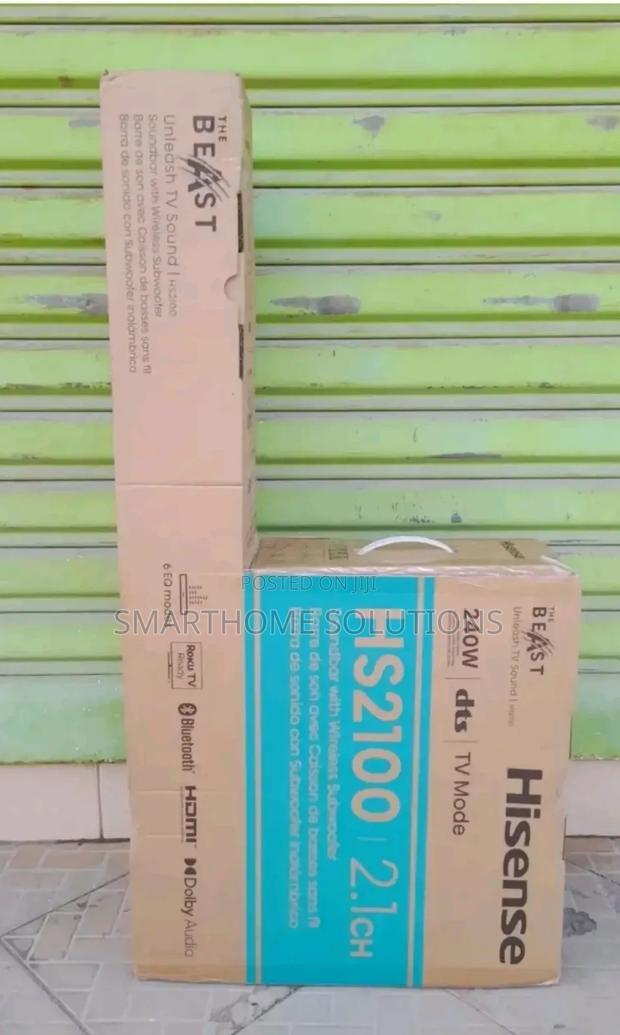 THE
BEAST
Unleash TV Sound | HS2100
Soundbar with Wireless Subwoofer
Barre de son avec Caisson de basses sans fil
Barra de sonido con Subwoofer inalámbrico
6 EQ modes
ROKU TV
Ready
Bluetooth
HDMI
Dolby Audio
POSTED ON JIJI
SMARTHOME SOLUTIONS
THE
BEAST
Unleash TV Sound | HS2100
240W | dts | TV Mode
Hisense
HS2100 | 2.1CH
Soundbar with Wireless Subwoofer
Barre de son avec Caisson de basses sans fil
Barra de sonido con Subwoofer inalámbrico